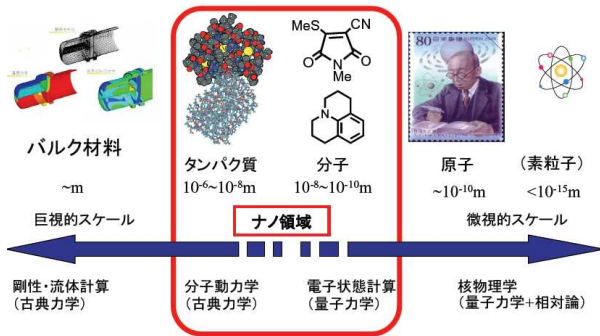 MeS
CN
O
N
O
Me
N
80
バルク材料
タンパク質
分子
原子
(素粒子)
~m
10-6~10-8m
10-8~10-10m
~10-10m
<10-15m
巨視的スケール
ナノ領域
微視的スケール
剛性・流体計算
(古典力学)
分子動力学
(古典力学)
電子状態計算
(量子力学)
核物理学
(量子力学+相対論)